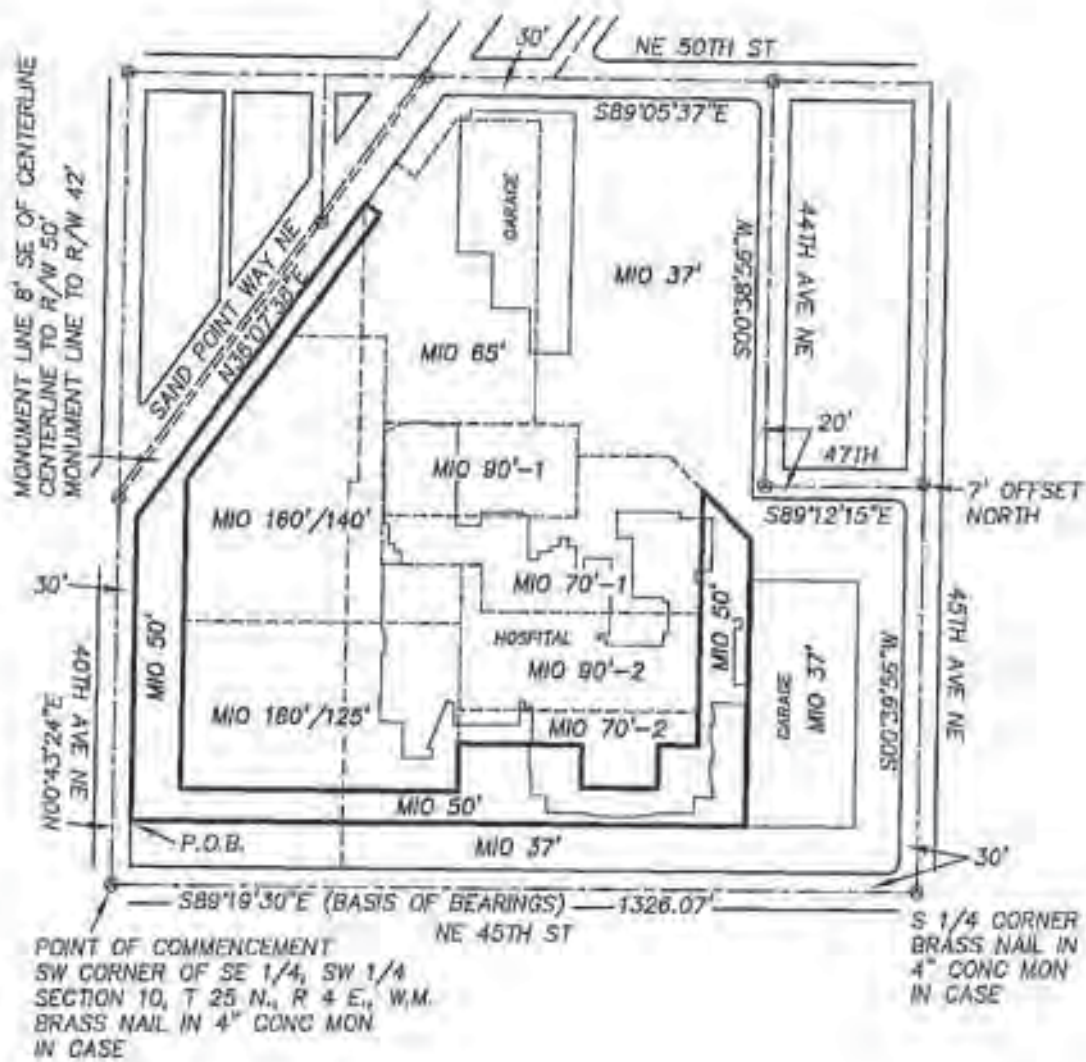 30'
NE 50TH ST
S89°05'37"E
MONUMENT LINE 8' SE OF CENTERLINE
CENTERLINE TO R/W 50'
MONUMENT LINE TO R/W 42'
SAND POINT WAY NE
N36°07'38"E
GARAGE
MIO 37'
S00°38'56"W
44TH AVE NE
MIO 65'
20'
47TH
MIO 90'-1
7' OFFSET
NORTH
S89°12'15"E
MIO 160'/140'
30'
MIO 70'-1
MIO 50'
HOSPITAL
MIO 50'
MIO 90'-2
GARAGE
MIO 37'
S00°39'59"W
45TH AVE NE
40TH AVE NE
N00°43'24"E
MIO 160'/125'
MIO 70'-2
MIO 50'
P.O.B.
MIO 37'
30'
S89°19'30"E (BASIS OF BEARINGS) 1326.07'
NE 45TH ST
POINT OF COMMENCEMENT
SW CORNER OF SE 1/4, SW 1/4
SECTION 10, T 25 N., R 4 E., W.M.
BRASS NAIL IN 4" CONC MON
IN CASE
S 1/4 CORNER
BRASS NAIL IN
4" CONC MON
IN CASE